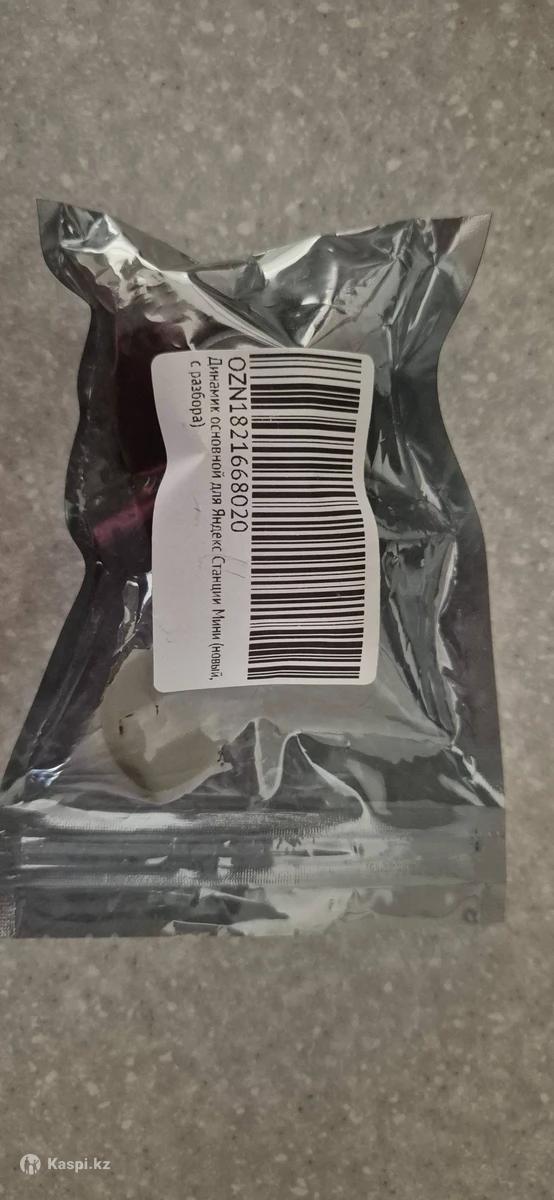 OZN1821668020
Динамик основной для Яндекс Станции Мини (новый,
с разбора)
Kaspi.kz